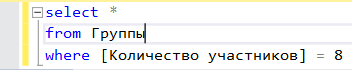 select *
from Группы
where [Количество участников] = 8